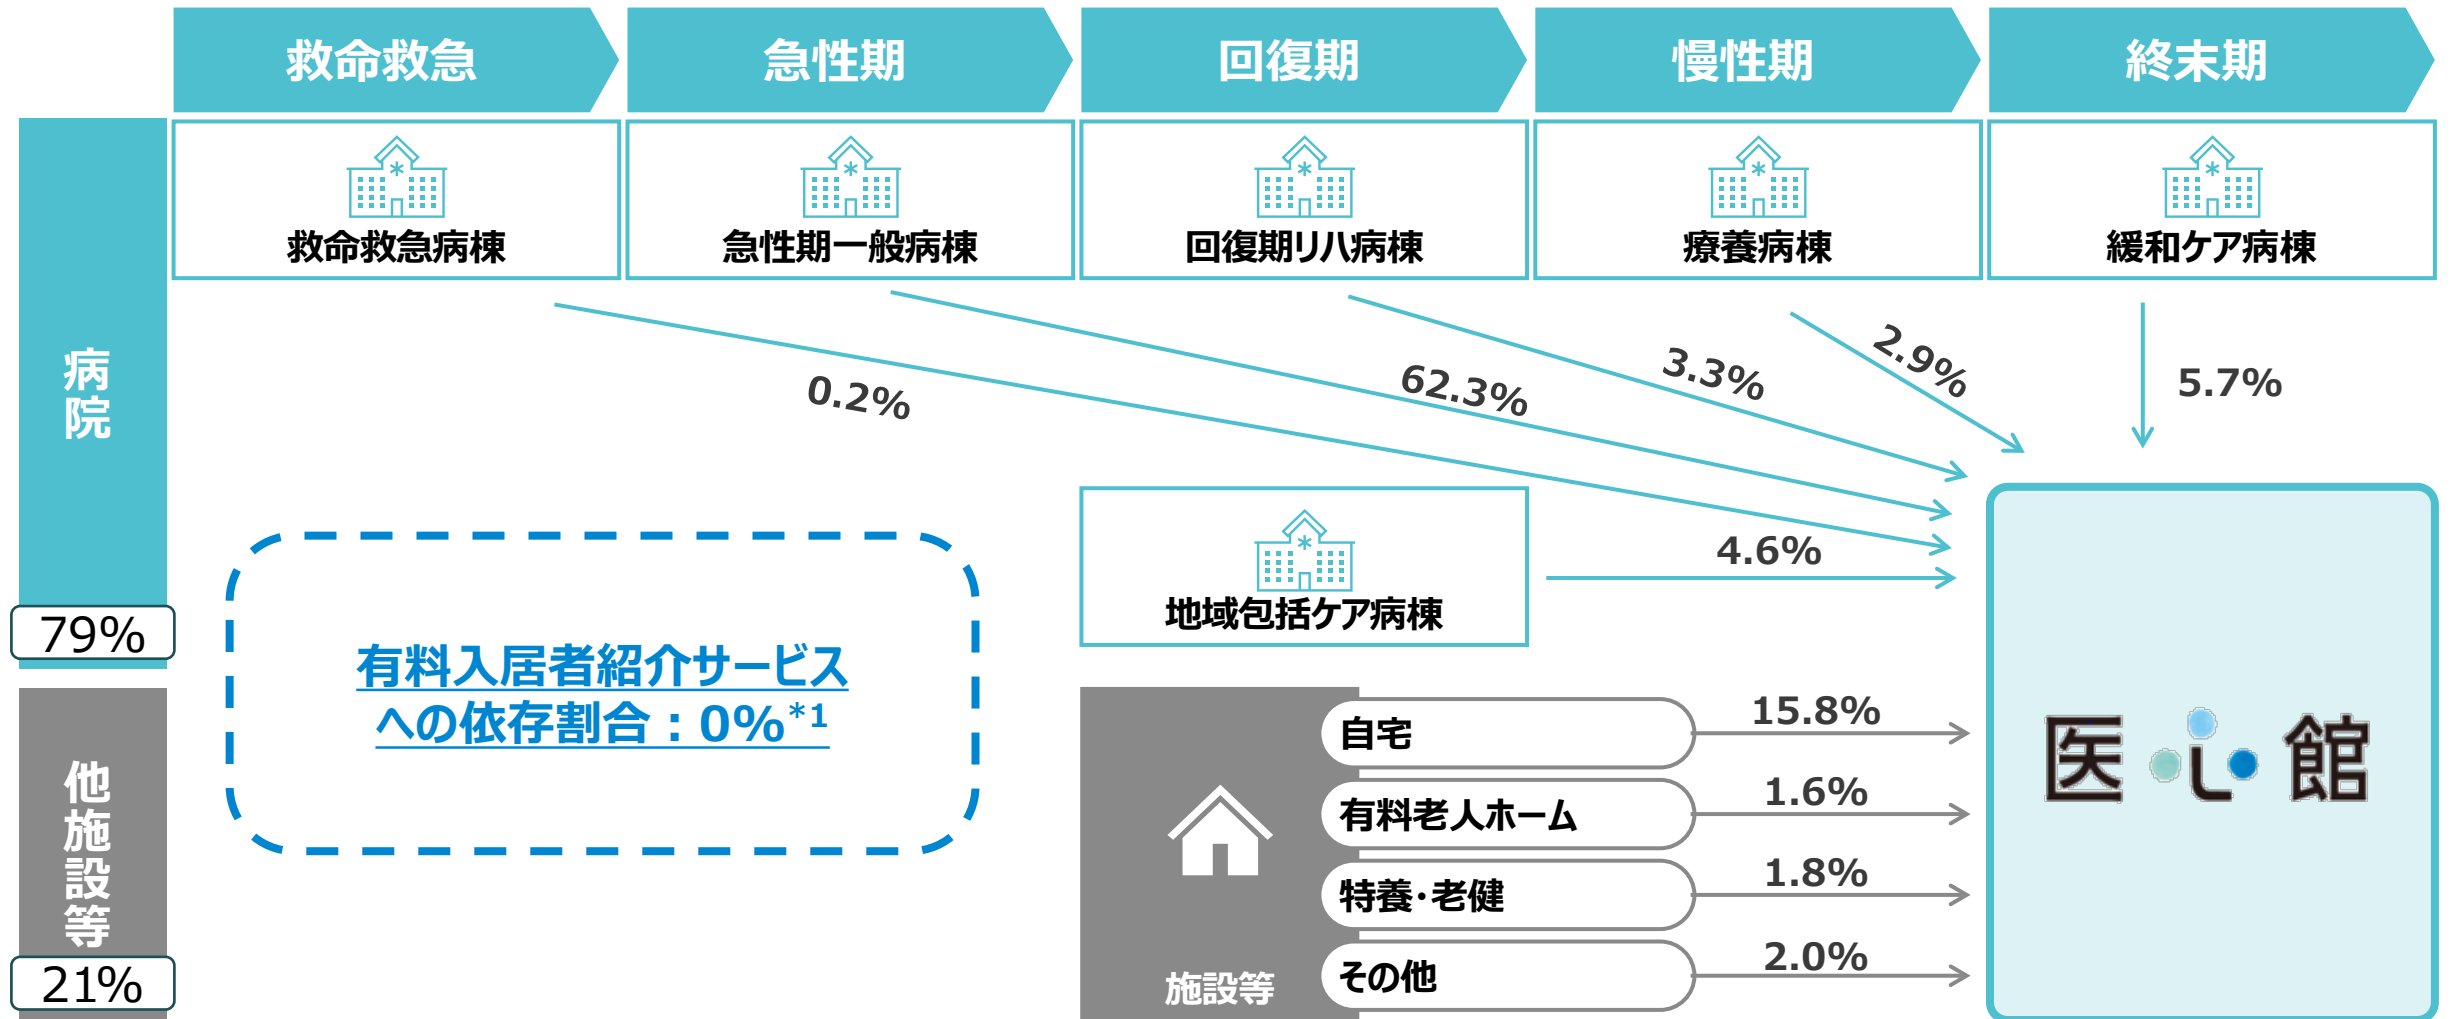 救命救急
急性期
回復期
慢性期
終末期
病院
救命救急病棟
急性期一般病棟
回復期リハ病棟
療養病棟
緩和ケア病棟
0.2%
62.3%
3.3%
2.9%
5.7%
地域包括ケア病棟
4.6%
79%
有料入居者紹介サービス
への依存割合：0%*1
他施設等
21%
施設等
自宅
15.8%
有料老人ホーム
1.6%
特養・老健
1.8%
その他
2.0%
医心館